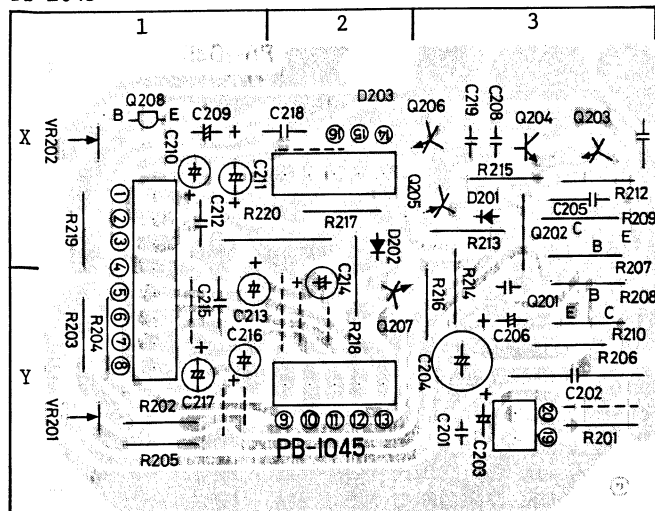 1 2 3
X
Y
Q208
B E
C209
C218
D203
Q206
C219
C208
Q204
Q203
VR202
C210
16 15 14
C211
R215
R212
1
2
3
4
5
6
7
8
C212
R220
R217
Q205
D201
C205
R209
R219
R213
Q202 C E
B
D202
R207
R203
R204
C215
C213
C214
Q207
R216
R214
Q201
B
R208
E C
C216
R218
C206
R210
C204
R206
C217
C202
VR201
R202
9 10 11 12 13
C201
C203
20
19
R201
R205
PB-1045